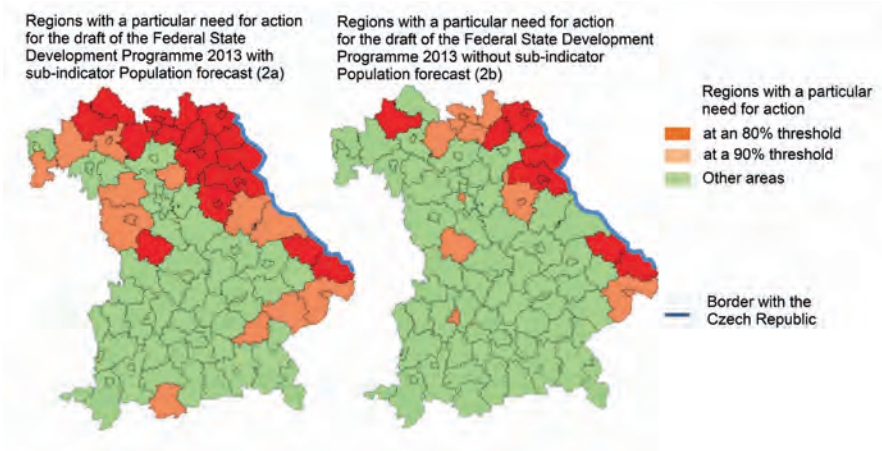 Regions with a particular need for action
for the draft of the Federal State
Development Programme 2013 with
sub-indicator Population forecast (2a)
Regions with a particular need for action
for the draft of the Federal State Development
Programme 2013 without sub-indicator
Population forecast (2b)
Regions with a particular
need for action
at an 80% threshold
at a 90% threshold
Other areas
Border with the
Czech Republic